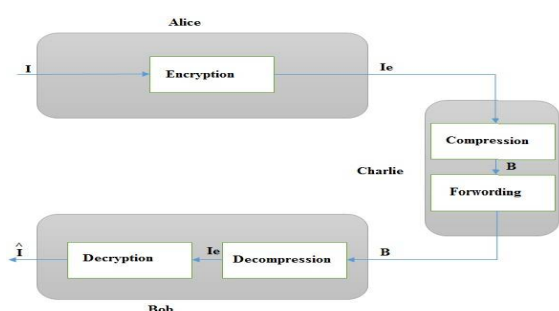 Alice
I
Encryption
Ie
Compression
B
Charlie
Forwording
Î
Decryption
Ie
Decompression
B
Bob